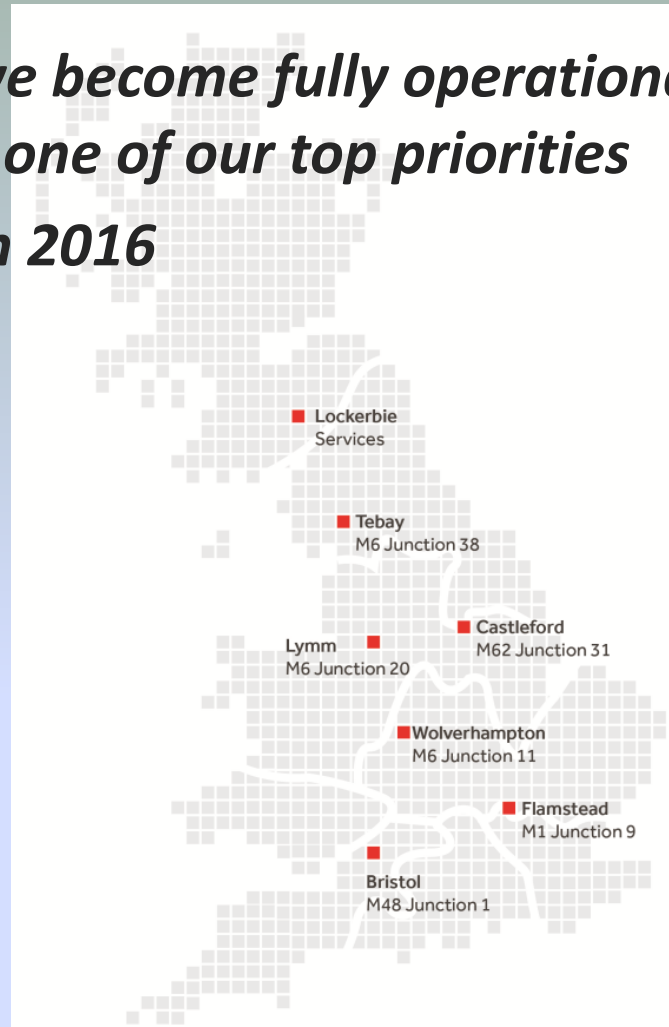 ve become fully operationa
one of our top priorities
n 2016
Lockerbie
Services
Tebay
M6 Junction 38
Castleford
M62 Junction 31
Lymm
M6 Junction 20
Wolverhampton
M6 Junction 11
Flamstead
M1 Junction 9
Bristol
M48 Junction 1